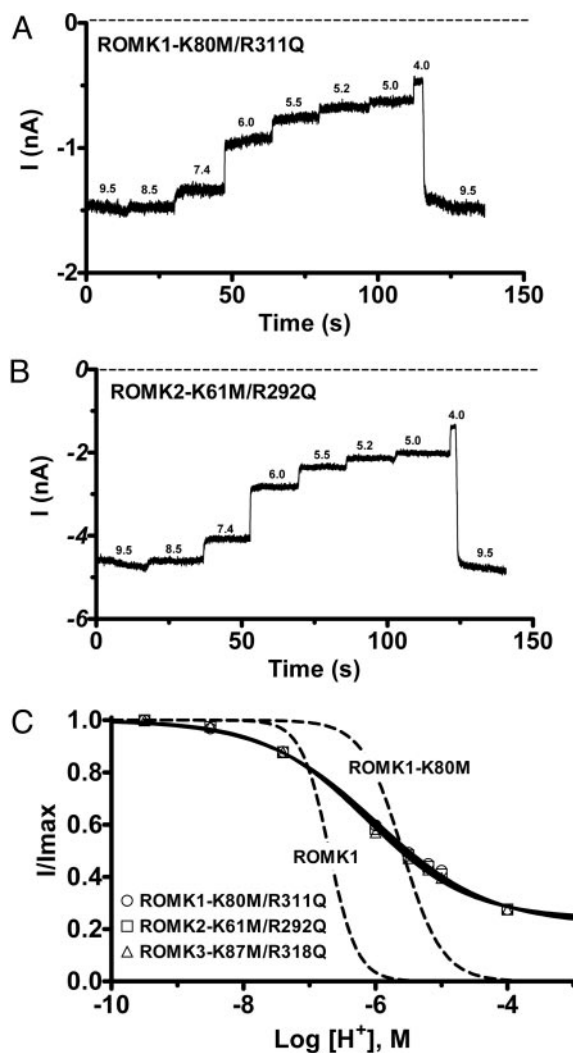 A
ROMK1-K80M/R311Q
I (nA)
0
-1
-2
9.5
8.5
7.4
6.0
5.5
5.2
5.0
4.0
9.5
0
50
100
150
Time (s)
B
ROMK2-K61M/R292Q
I (nA)
0
-2
-4
-6
9.5
8.5
7.4
6.0
5.5
5.2
5.0
4.0
9.5
0
50
100
150
Time (s)
C
I/Imax
1.0
0.8
0.6
0.4
0.2
0.0
ROMK1-K80M
ROMK1
ROMK1-K80M/R311Q
ROMK2-K61M/R292Q
ROMK3-K87M/R318Q
-10
-8
-6
-4
Log [H⁺], M